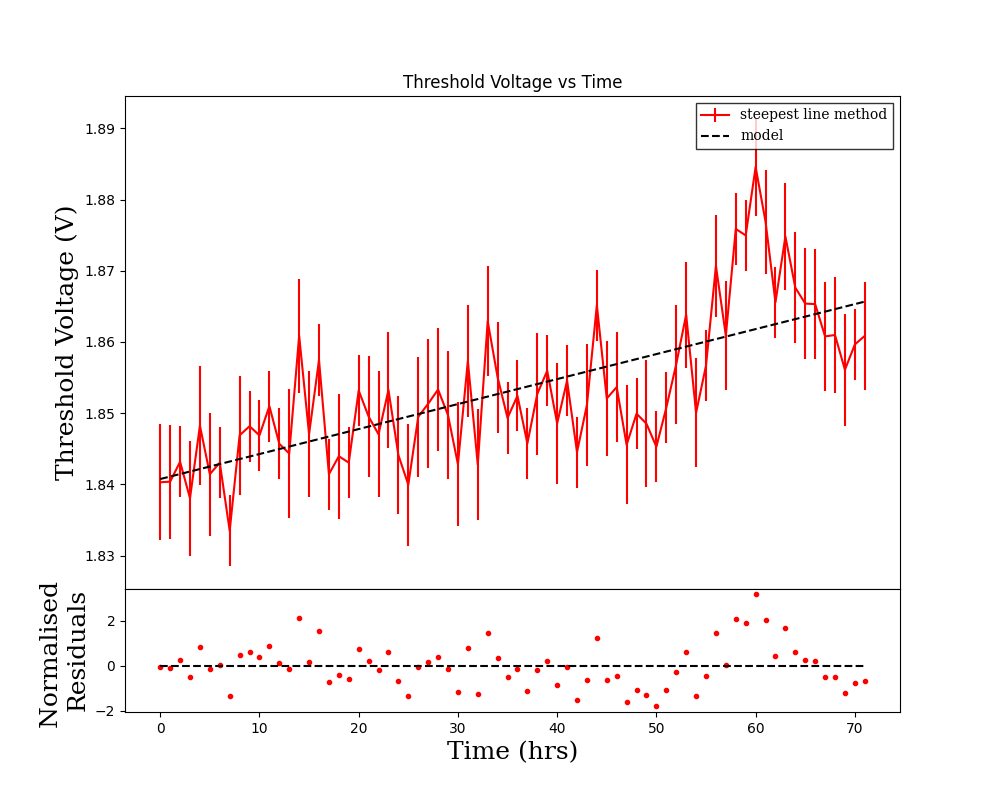 Threshold Voltage vs Time
steepest line method
model
Threshold Voltage (V)
1.89
1.88
1.87
1.86
1.85
1.84
1.83
Normalised
Residuals
2
0
−2
0 10 20 30 40 50 60 70
Time (hrs)